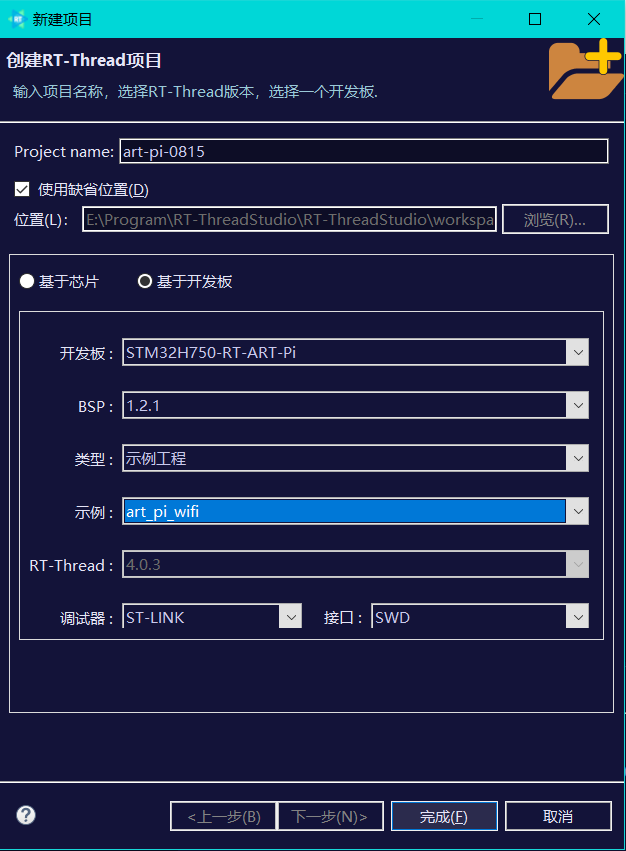 RT 新建项目
创建RT-Thread项目
输入项目名称，选择RT-Thread版本，选择一个开发板.
Project name: art-pi-0815
使用缺省位置(D)
位置(L)： E:\Program\RT-ThreadStudio\RT-ThreadStudio\workspa 浏览(R)...
基于芯片 基于开发板
开发板： STM32H750-RT-ART-Pi
BSP： 1.2.1
类型： 示例工程
示例： art_pi_wifi
RT-Thread： 4.0.3
调试器： ST-LINK 接口： SWD
? <上一步(B) 下一步(N)> 完成(F) 取消